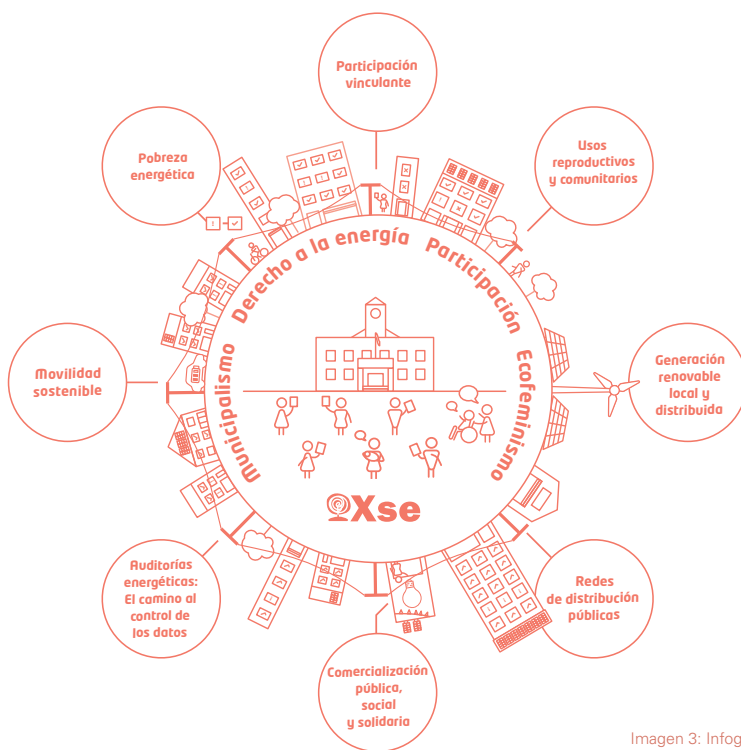 Participación
vinculante
Usos
reproductivos
y comunitarios
Generación
renovable
local y
distribuida
Redes
de distribución
públicas
Comercialización
pública,
social
y solidaria
Auditorías
energéticas:
El camino al
control de
los datos
Movilidad
sostenible
Pobreza
energética
Municipalismo Derecho a la energía Participación Ecofeminismo
Xse
Imagen 3: Infog